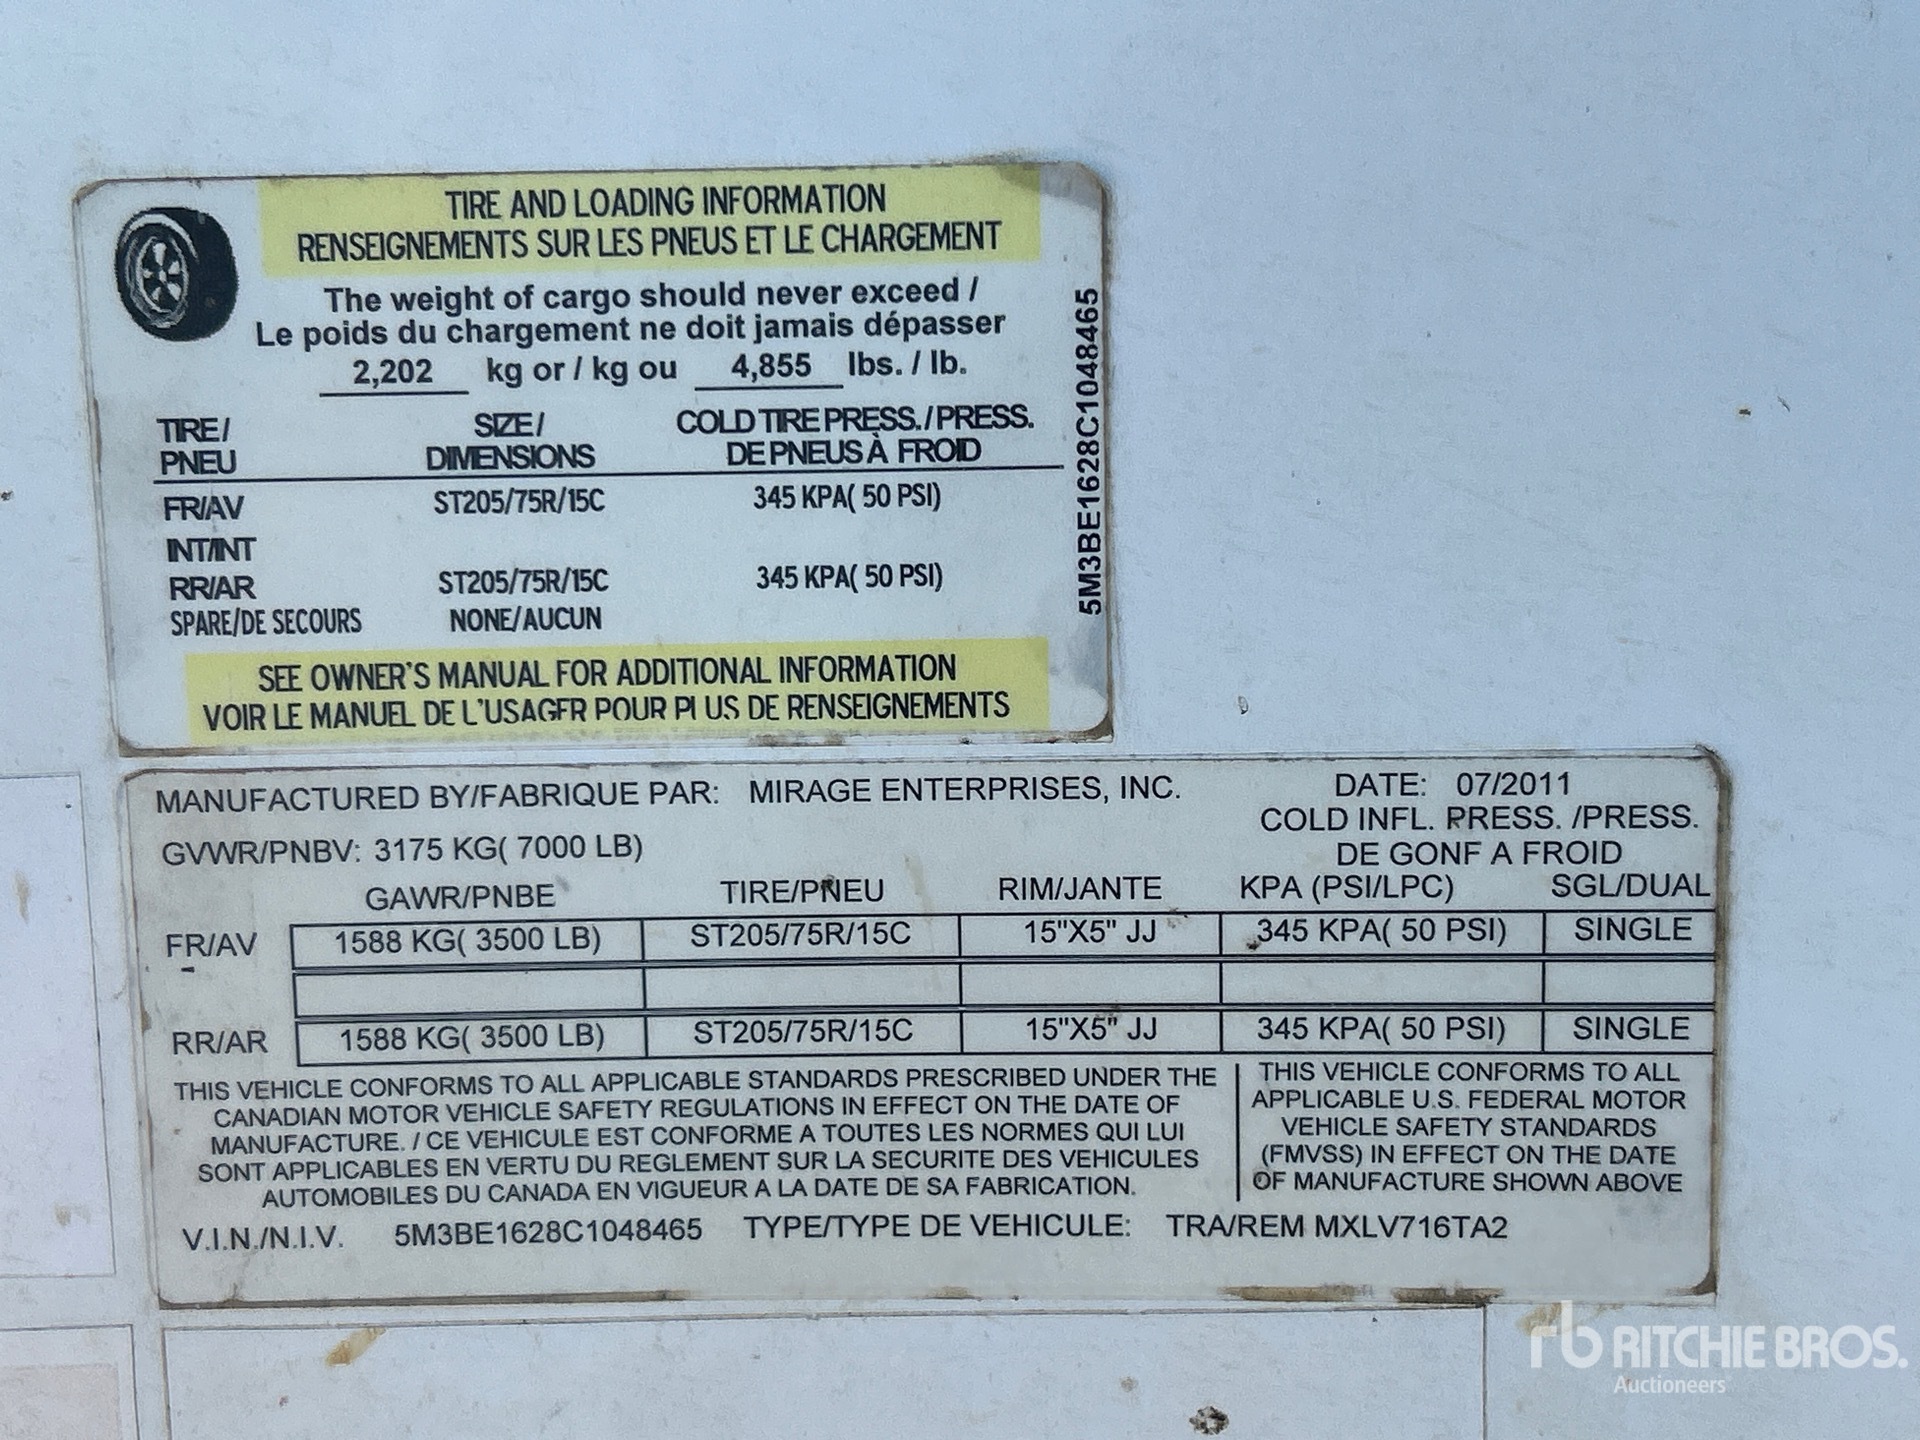 TIRE AND LOADING INFORMATION
RENSEIGNEMENTS SUR LES PNEUS ET LE CHARGEMENT
The weight of cargo should never exceed /
Le poids du chargement ne doit jamais dépasser
2,202 kg or / kg ou 4,855 lbs. / lb.
TIRE/ SIZE/ COLD TIRE PRESS./PRESS.
PNEU DIMENSIONS DE PNEUS À FROID
FR/AV ST205/75R/15C 345 KPA( 50 PSI)
INT/INT
RR/AR ST205/75R/15C 345 KPA( 50 PSI)
SPARE/DE SECOURS NONE/AUCUN
SEE OWNER'S MANUAL FOR ADDITIONAL INFORMATION
VOIR LE MANUEL DE L'USAGER POUR PLUS DE RENSEIGNEMENTS
5M3BE1628C1048465
MANUFACTURED BY/FABRIQUE PAR: MIRAGE ENTERPRISES, INC. DATE: 07/2011
COLD INFL. PRESS. /PRESS.
GVWR/PNBV: 3175 KG( 7000 LB) DE GONF A FROID
GAWR/PNBE TIRE/PNEU RIM/JANTE KPA (PSI/LPC) SGL/DUAL
FR/AV 1588 KG( 3500 LB) ST205/75R/15C 15"X5" JJ 345 KPA( 50 PSI) SINGLE
RR/AR 1588 KG( 3500 LB) ST205/75R/15C 15"X5" JJ 345 KPA( 50 PSI) SINGLE
THIS VEHICLE CONFORMS TO ALL APPLICABLE STANDARDS PRESCRIBED UNDER THE
CANADIAN MOTOR VEHICLE SAFETY REGULATIONS IN EFFECT ON THE DATE OF
MANUFACTURE. / CE VEHICULE EST CONFORME A TOUTES LES NORMES QUI LUI
SONT APPLICABLES EN VERTU DU REGLEMENT SUR LA SECURITE DES VEHICULES
AUTOMOBILES DU CANADA EN VIGUEUR A LA DATE DE SA FABRICATION.
THIS VEHICLE CONFORMS TO ALL
APPLICABLE U.S. FEDERAL MOTOR
VEHICLE SAFETY STANDARDS
(FMVSS) IN EFFECT ON THE DATE
OF MANUFACTURE SHOWN ABOVE
V.I.N./N.I.V. 5M3BE1628C1048465 TYPE/TYPE DE VEHICULE: TRA/REM MXLV716TA2
rb RITCHIE BROS.
Auctioneers